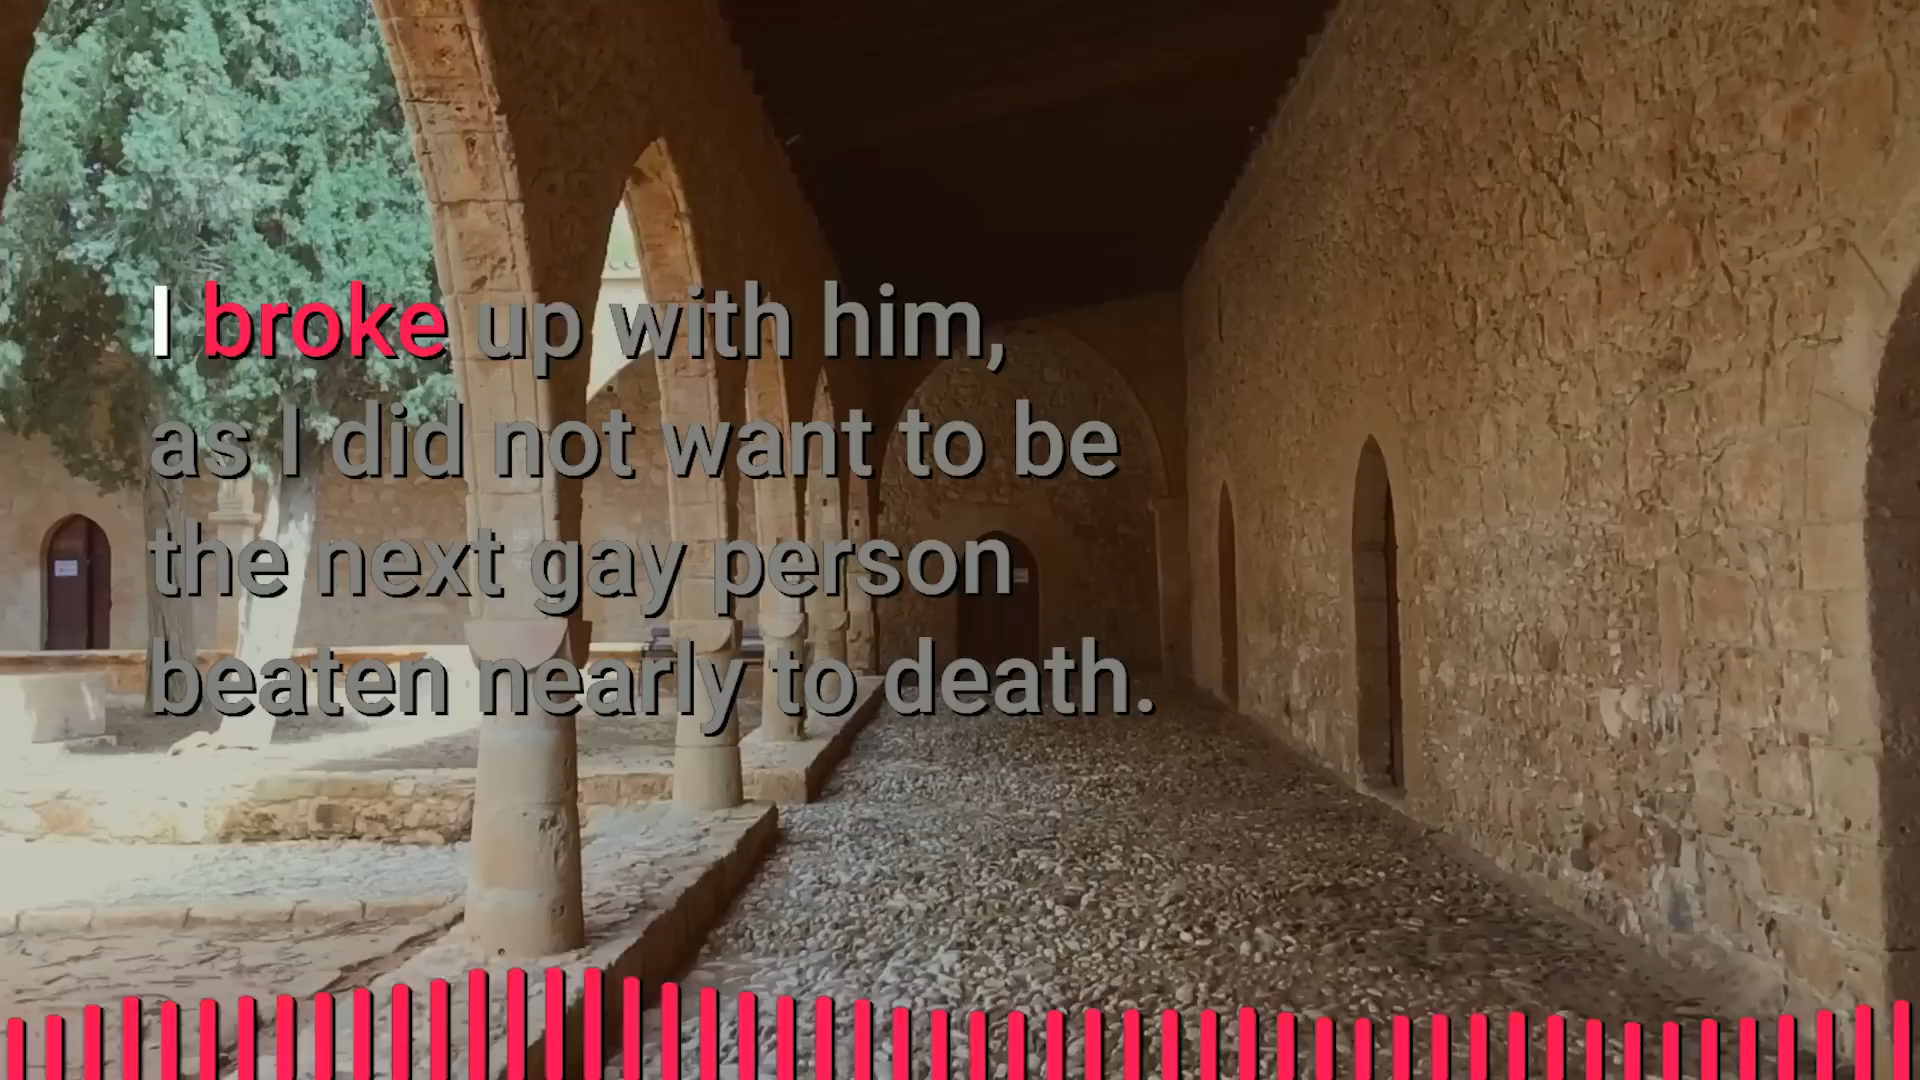 I broke up with him,
as I did not want to be
the next gay person
beaten nearly to death.